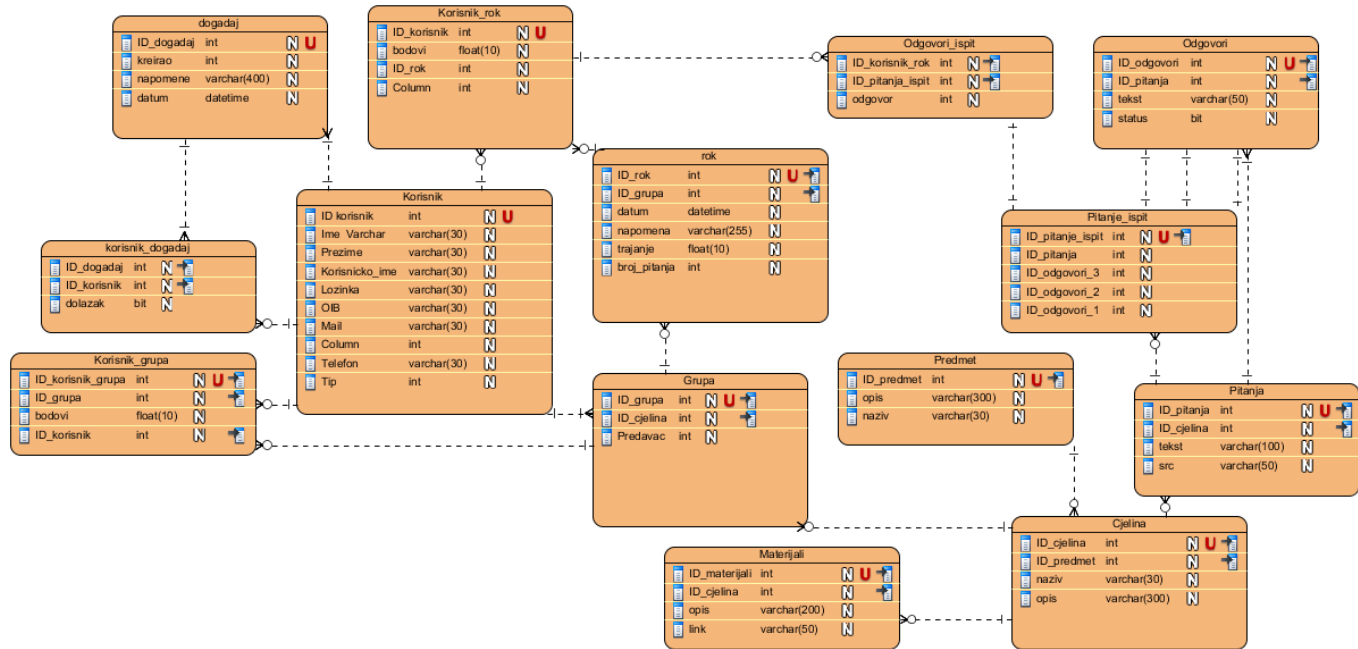 događaj
ID_dogadaj int N U
kreirao int N
napomene varchar(400) N
datum datetime N
Korisnik_rok
ID_korisnik int N U
bodovi float(10) N
ID_rok int N
Column int N
Odgovori_ispit
ID_korisnik_rok int N
ID_pitanja_ispit int N
odgovor int N
Odgovori
ID_odgovori int N U
ID_pitanja int N
tekst varchar(50) N
status bit N
rok
ID_rok int N U
ID_grupa int N
datum datetime N
napomena varchar(255) N
trajanje float(10) N
broj_pitanja int N
Korisnik
ID korisnik int N U
Ime Varchar varchar(30) N
Prezime varchar(30) N
Korisnicko_ime varchar(30) N
Lozinka varchar(30) N
OIB varchar(30) N
Mail varchar(30) N
Column int N
Telefon varchar(30) N
Tip int N
Pitanje_ispit
ID_pitanje_ispit int N U
ID_pitanja int N
ID_odgovori_3 int N
ID_odgovori_2 int N
ID_odgovori_1 int N
korisnik_dogadaj
ID_dogadaj int N
ID_korisnik int N
dolazak bit N
Korisnik_grupa
ID_korisnik_grupa int N U
ID_grupa int N
bodovi float(10) N
ID_korisnik int N
Grupa
ID_grupa int N U
ID_cjelina int N
Predavac int N
Predmet
ID_predmet int N U
opis varchar(300) N
naziv varchar(30) N
Pitanja
ID_pitanja int N U
ID_cjelina int N
tekst varchar(100) N
src varchar(50) N
Cjelina
ID_cjelina int N U
ID_predmet int N
naziv varchar(30) N
opis varchar(300) N
Materijali
ID_materijali int N U
ID_cjelina int N
opis varchar(200) N
link varchar(50) N